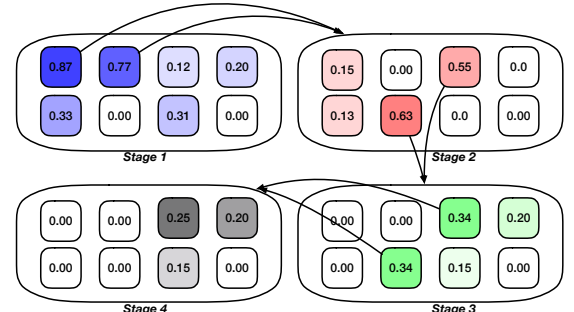 0.87 0.77 0.12 0.20
0.33 0.00 0.31 0.00
Stage 1
0.15 0.00 0.55 0.0
0.13 0.63 0.0 0.00
Stage 2
0.00 0.00 0.25 0.20
0.00 0.00 0.15 0.00
Stage 4
0.00 0.00 0.34 0.20
0.00 0.34 0.15 0.00
Stage 3